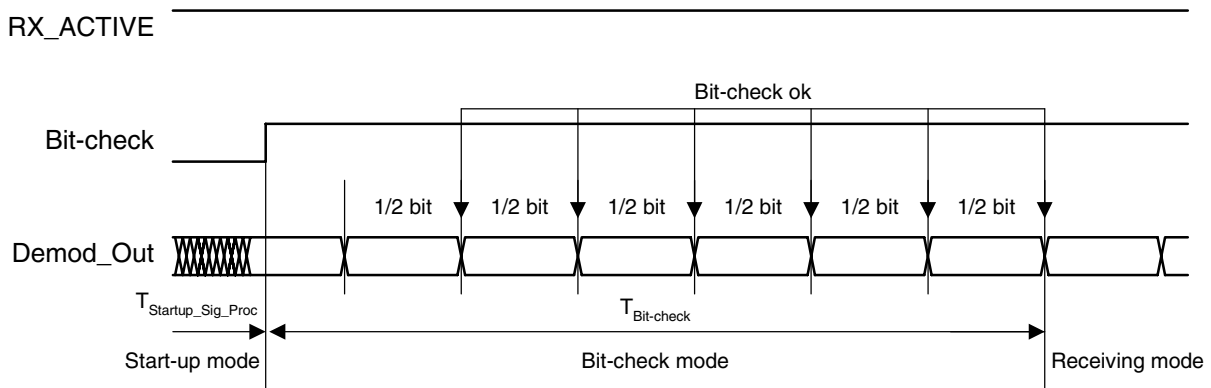 RX_ACTIVE
Bit-check ok
Bit-check
1/2 bit 1/2 bit 1/2 bit 1/2 bit 1/2 bit 1/2 bit
Demod_Out
TStartup_Sig_Proc TBit-check
Start-up mode Bit-check mode Receiving mode